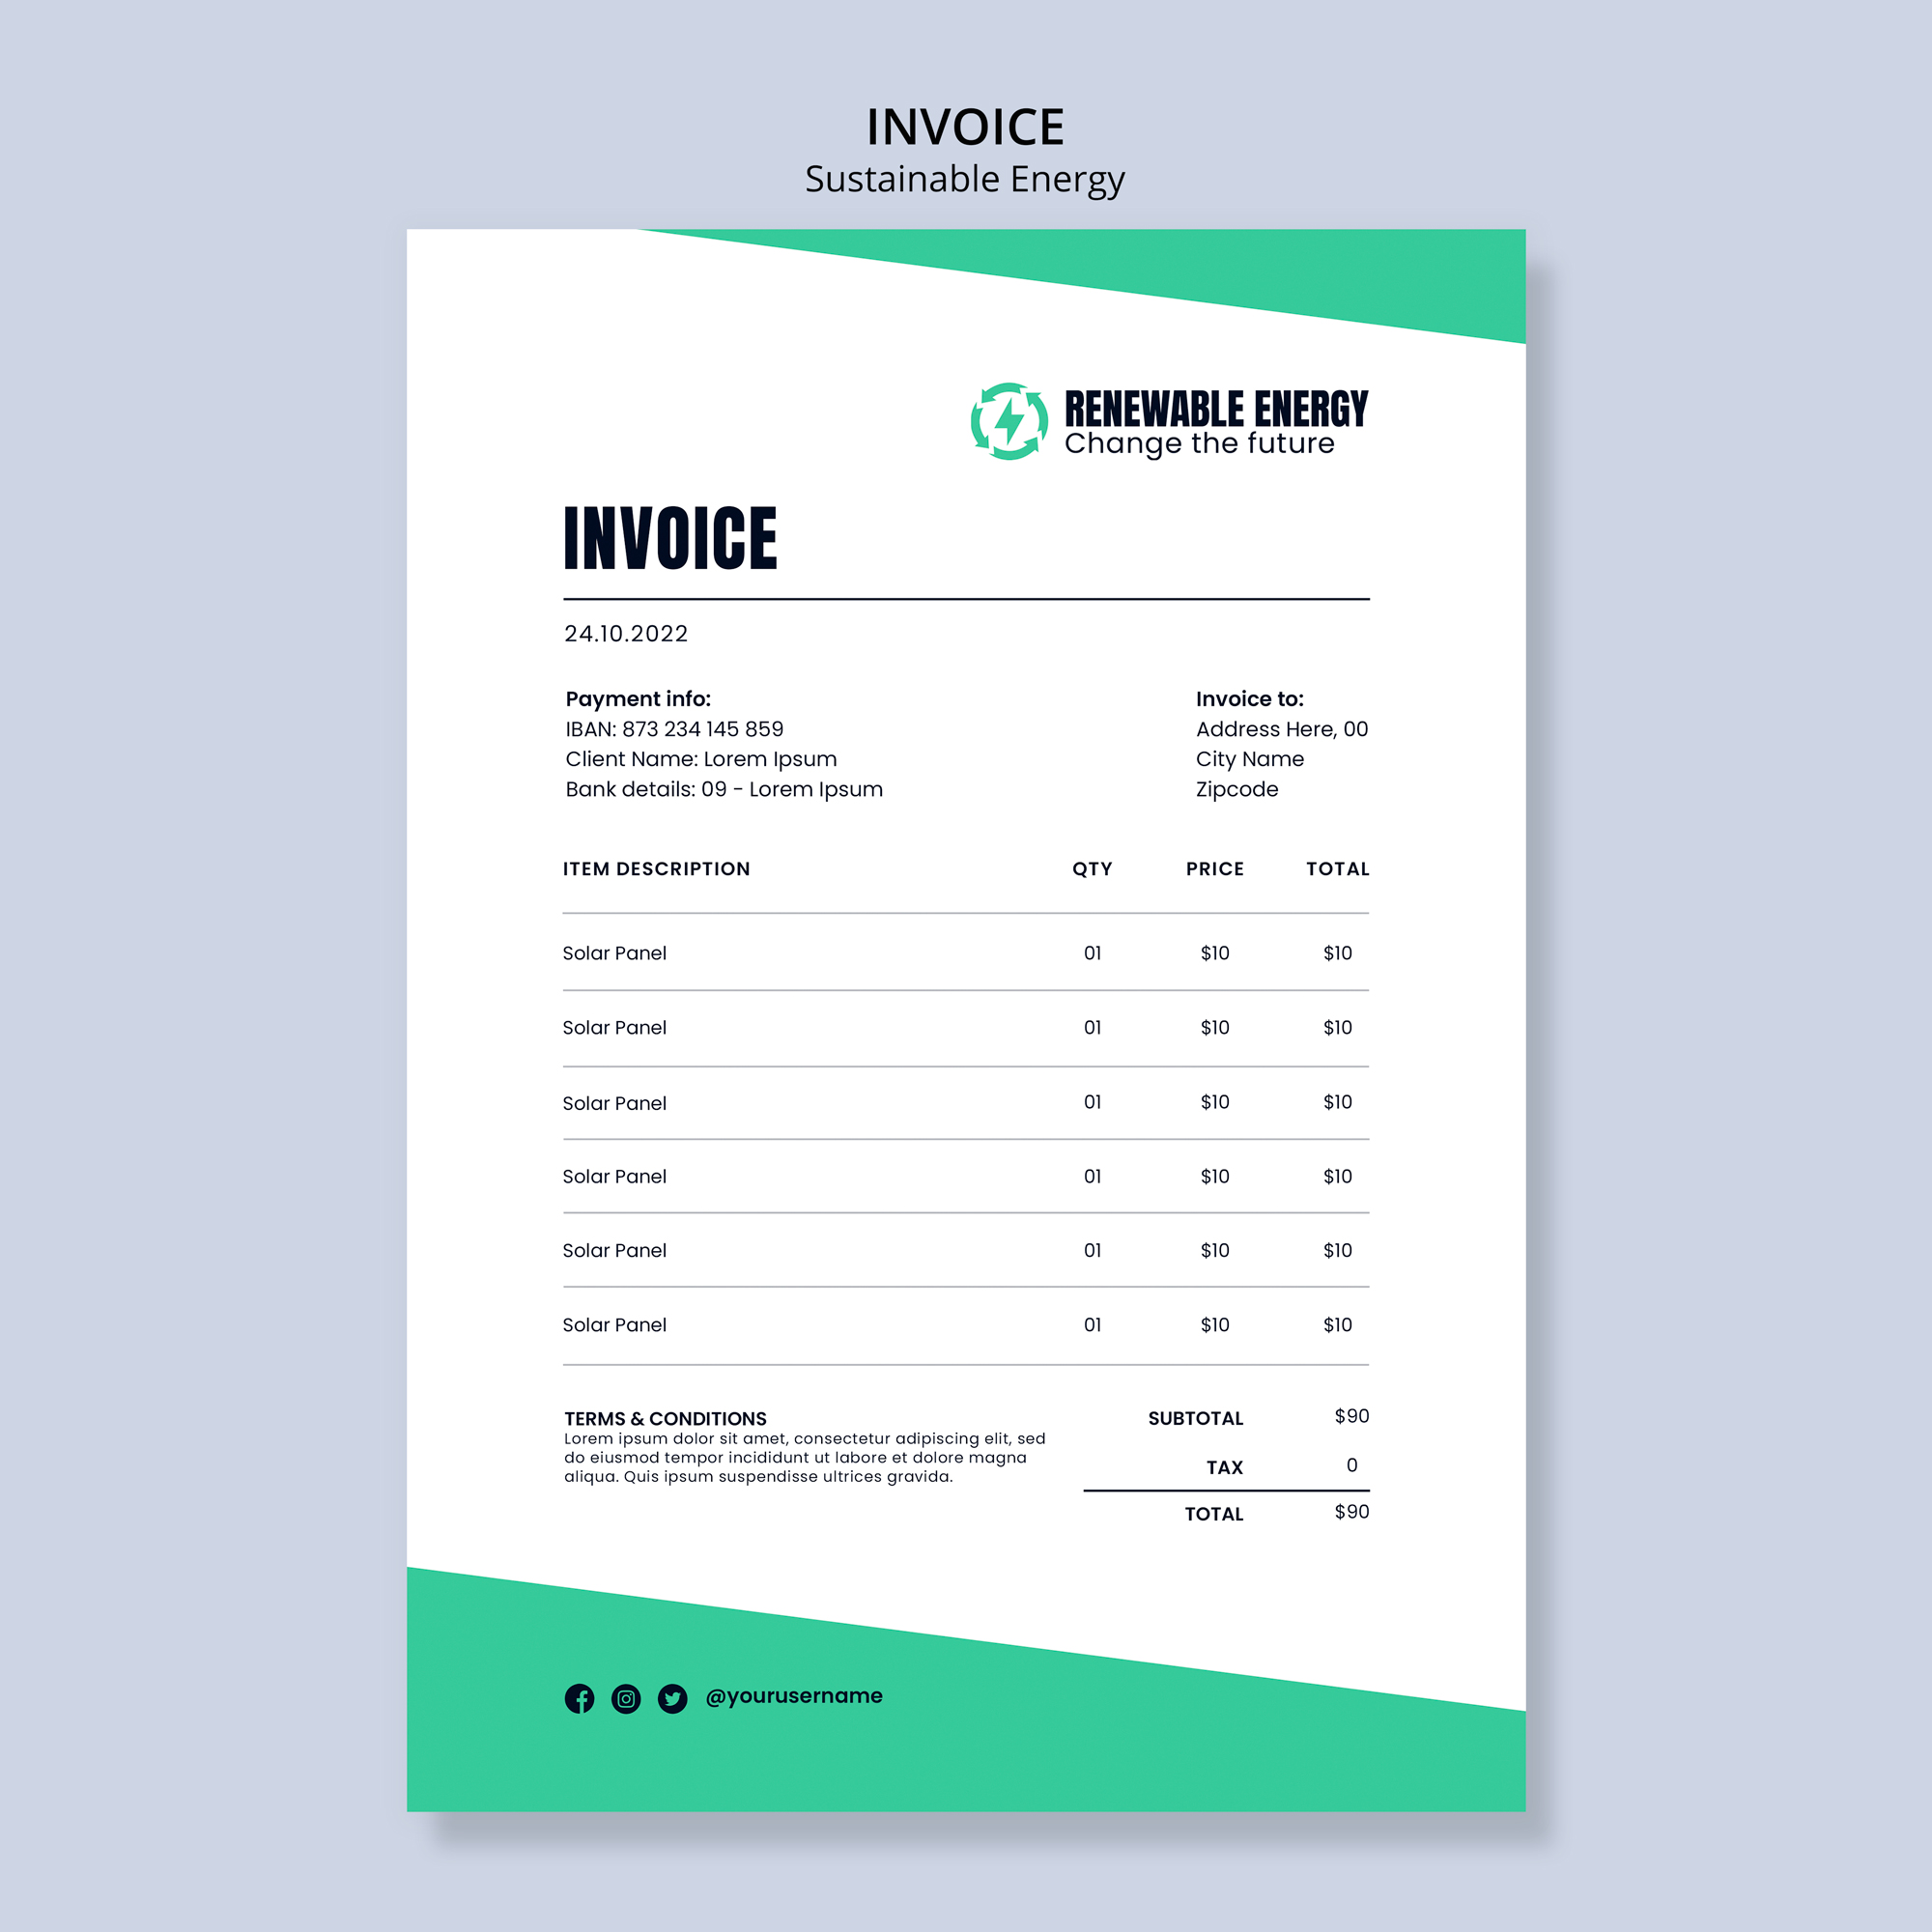 INVOICE
Sustainable Energy
RENEWABLE ENERGY
Change the future
INVOICE
24.10.2022
Payment info:
IBAN: 873 234 145 859
Client Name: Lorem Ipsum
Bank details: 09 - Lorem Ipsum
Invoice to:
Address Here, 00
City Name
Zipcode
ITEM DESCRIPTION QTY PRICE TOTAL
Solar Panel 01 $10 $10
Solar Panel 01 $10 $10
Solar Panel 01 $10 $10
Solar Panel 01 $10 $10
Solar Panel 01 $10 $10
Solar Panel 01 $10 $10
TERMS & CONDITIONS
Lorem ipsum dolor sit amet, consectetur adipiscing elit, sed
do eiusmod tempor incididunt ut labore et dolore magna
aliqua. Quis ipsum suspendisse ultrices gravida.
SUBTOTAL $90
TAX 0
TOTAL $90
@yourusername